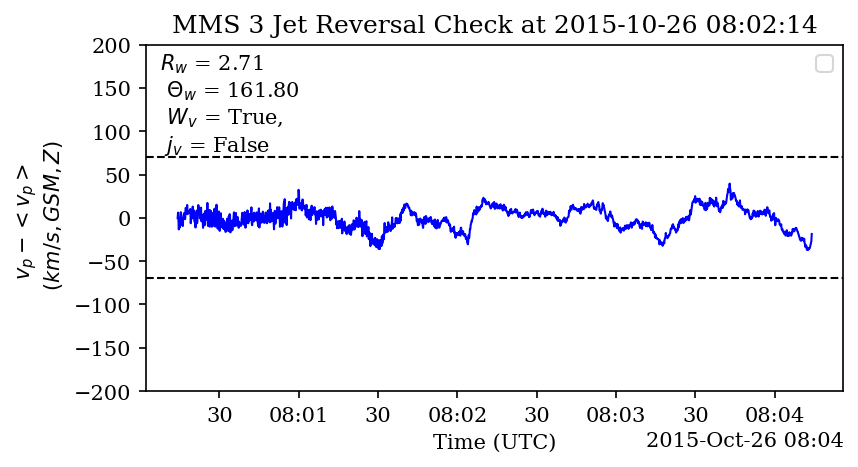 MMS 3 Jet Reversal Check at 2015-10-26 08:02:14
R_w = 2.71
Θ_w = 161.80
W_v = True,
j_v = False
v_p − < v_p >
(km/s, GSM, Z)
200
150
100
50
0
−50
−100
−150
−200
30 08:01 30 08:02 30 08:03 30 08:04
Time (UTC)
2015-Oct-26 08:04